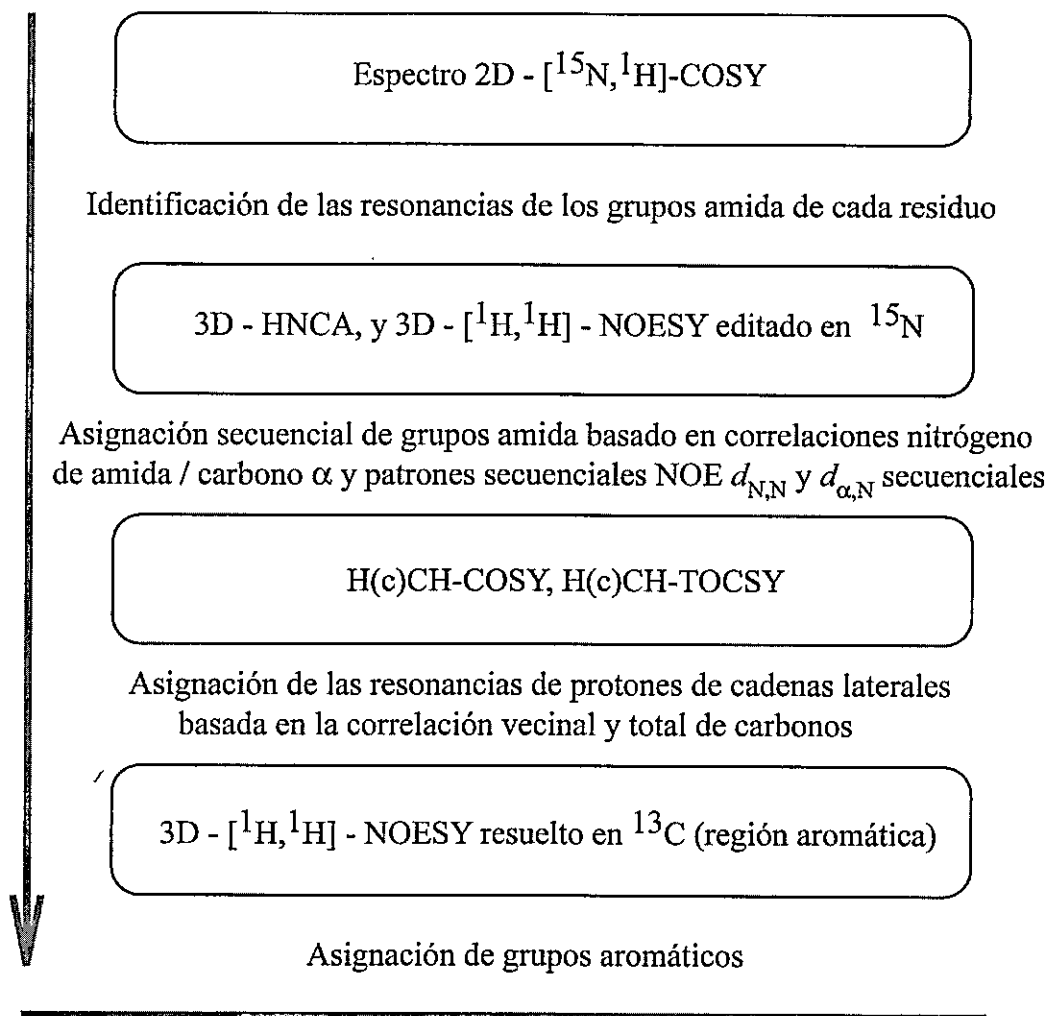 Espectro 2D - [15N,1H]-COSY
Identificación de las resonancias de los grupos amida de cada residuo
3D - HNCA, y 3D - [1H,1H] - NOESY editado en 15N
Asignación secuencial de grupos amida basado en correlaciones nitrógeno
de amida / carbono α y patrones secuenciales NOE dN,N y dα,N secuenciales
H(c)CH-COSY, H(c)CH-TOCSY
Asignación de las resonancias de protones de cadenas laterales
basada en la correlación vecinal y total de carbonos
3D - [1H,1H] - NOESY resuelto en 13C (región aromática)
Asignación de grupos aromáticos